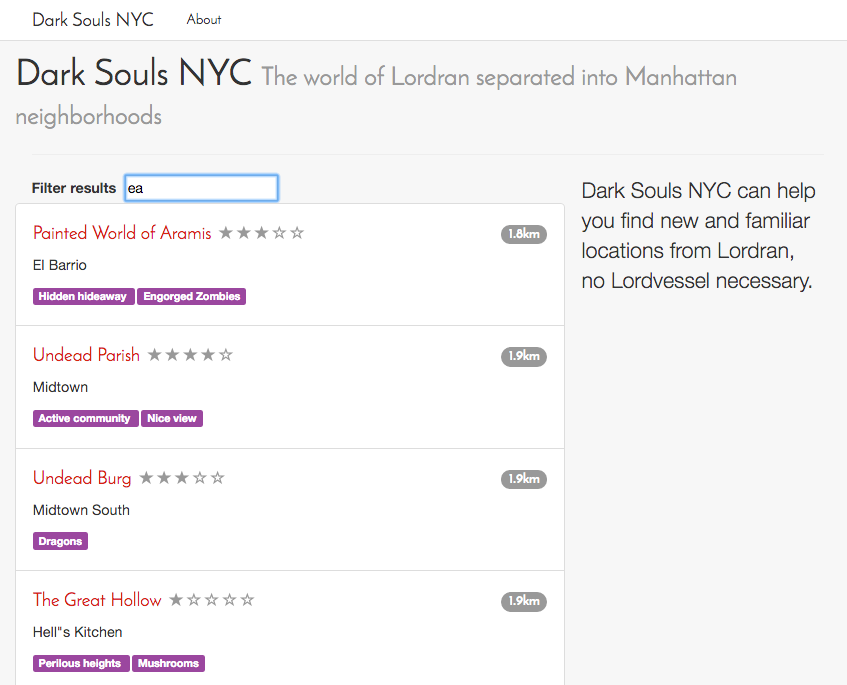 Dark Souls NYC About
Dark Souls NYC The world of Lordran separated into Manhattan
neighborhoods
Filter results ea
Dark Souls NYC can help
you find new and familiar
locations from Lordran,
no Lordvessel necessary.
Painted World of Aramis ★★★☆☆ 1.8km
El Barrio
Hidden hideaway Engorged Zombies
Undead Parish ★★★★☆ 1.9km
Midtown
Active community Nice view
Undead Burg ★★★☆☆ 1.9km
Midtown South
Dragons
The Great Hollow ★☆☆☆☆ 1.9km
Hell"s Kitchen
Perilous heights Mushrooms